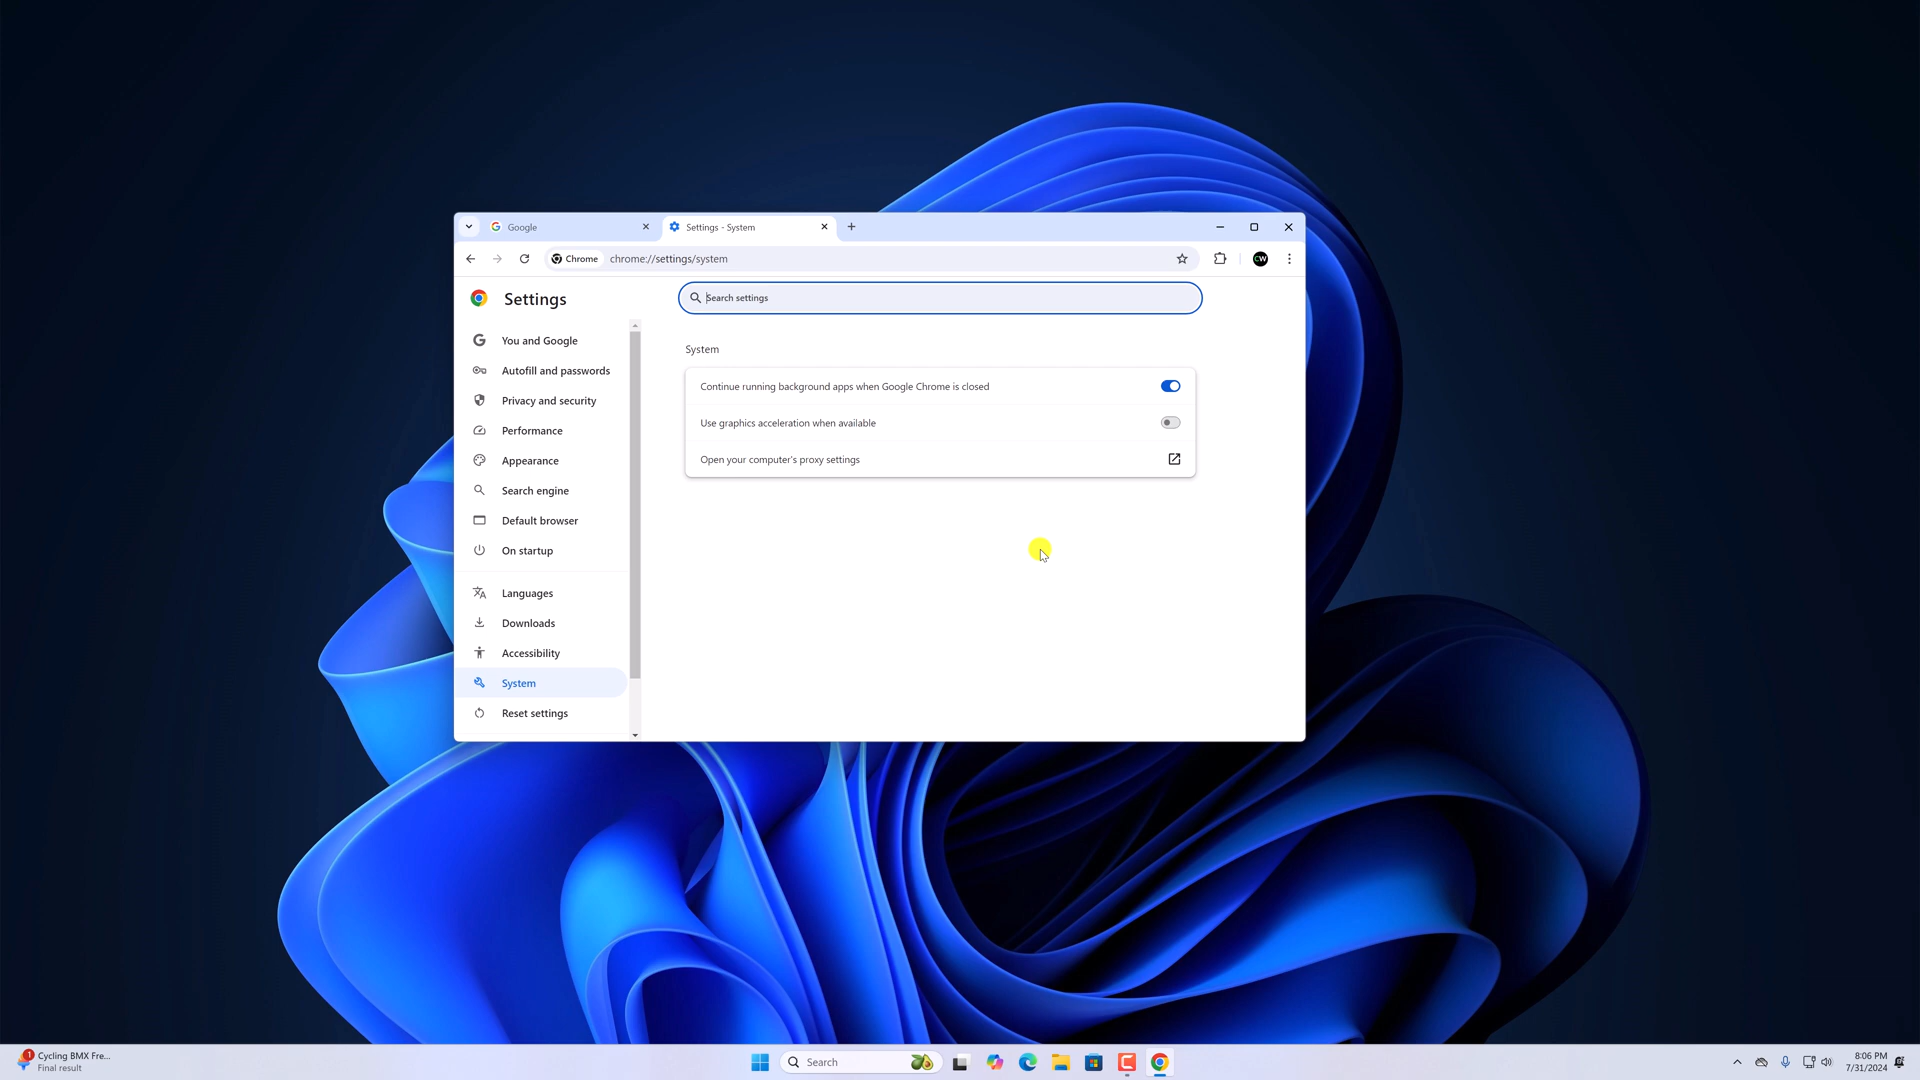 Google
Settings - System
Chrome
chrome://settings/system
Settings
Search settings
You and Google
Autofill and passwords
Privacy and security
Performance
Appearance
Search engine
Default browser
On startup
Languages
Downloads
Accessibility
System
Reset settings
System
Continue running background apps when Google Chrome is closed
Use graphics acceleration when available
Open your computer's proxy settings
CW
1
Cycling BMX Fre...
Final result
Search
8:06 PM
7/31/2024